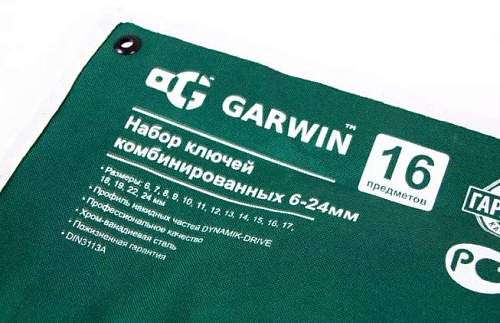 GARWIN™
16
предметов
Набор ключей
комбинированных 6-24мм
• Размеры: 6, 7, 8, 9, 10, 11, 12, 13, 14, 15, 16, 17,
18, 19, 22, 24 мм
• Профиль накидных частей DYNAMIK-DRIVE
• Профессиональное качество
• Хром-ванадиевая сталь
• Пожизненная гарантия
• DIN3113A